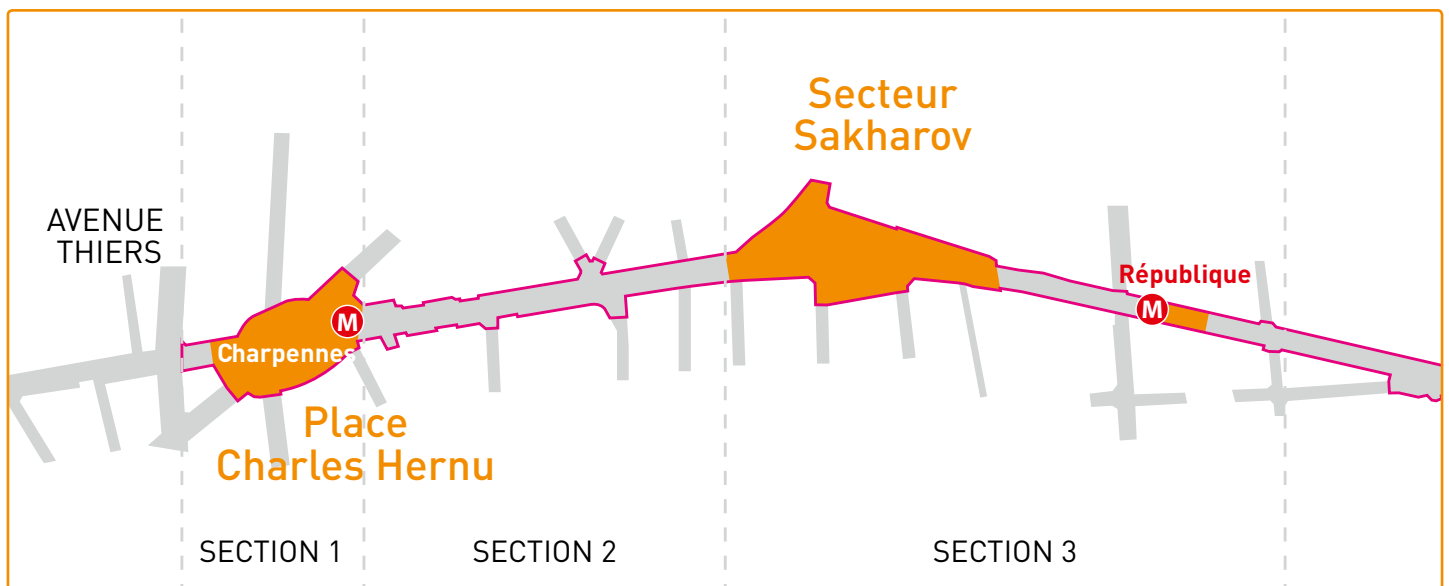 Secteur
Sakharov
AVENUE
THIERS
République
M
M
Charpennes
Place
Charles Hernu
SECTION 1
SECTION 2
SECTION 3